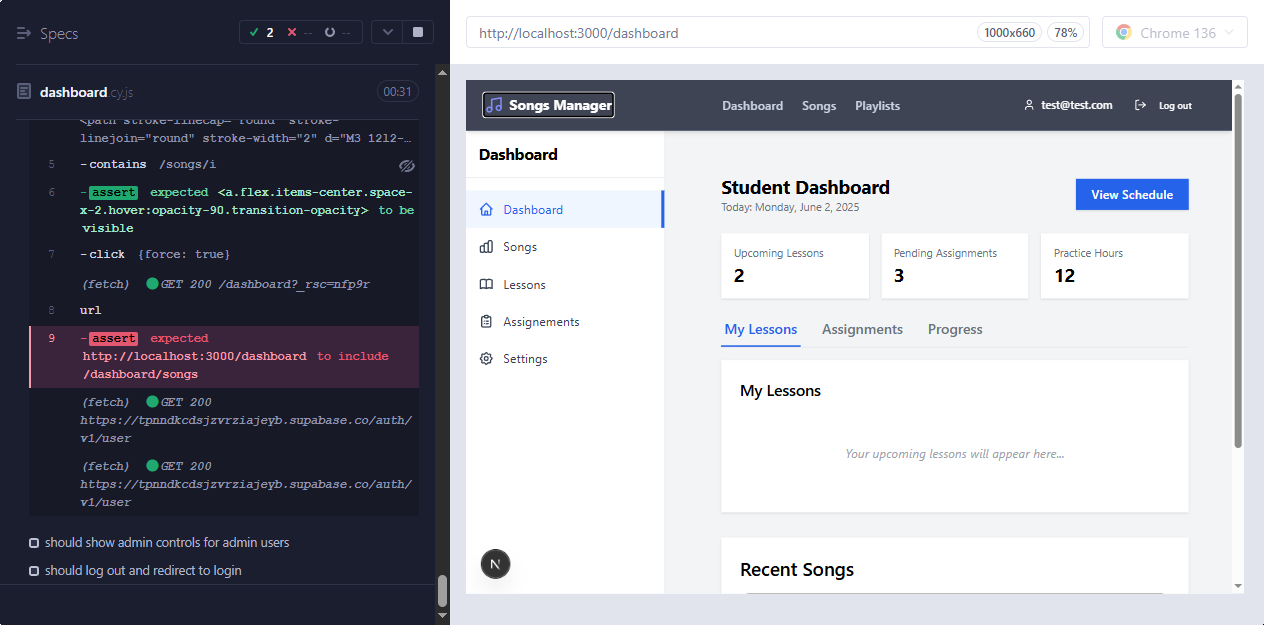 Specs
2
--
--
dashboard.cy.js
00:31
<path stroke-linecap="round" stroke-
linejoin="round" stroke-width="2" d="M3 12l2-…
5 -contains /songs/i
6 -assert expected <a.flex.items-center.space-
x-2.hover:opacity-90.transition-opacity> to be
visible
7 -click {force: true}
(fetch) GET 200 /dashboard?_rsc=nfp9r
8 url
9 -assert expected
http://localhost:3000/dashboard to include
/dashboard/songs
(fetch) GET 200
https://tpnndkcdsjzvrziajeyb.supabase.co/auth/
v1/user
(fetch) GET 200
https://tpnndkcdsjzvrziajeyb.supabase.co/auth/
v1/user
should show admin controls for admin users
should log out and redirect to login
http://localhost:3000/dashboard
1000x660
78%
Chrome 136
Songs Manager
Dashboard Songs Playlists
test@test.com
Log out
Dashboard
Dashboard
Songs
Lessons
Assignements
Settings
N
Student Dashboard
Today: Monday, June 2, 2025
View Schedule
Upcoming Lessons
2
Pending Assignments
3
Practice Hours
12
My Lessons Assignments Progress
My Lessons
Your upcoming lessons will appear here...
Recent Songs